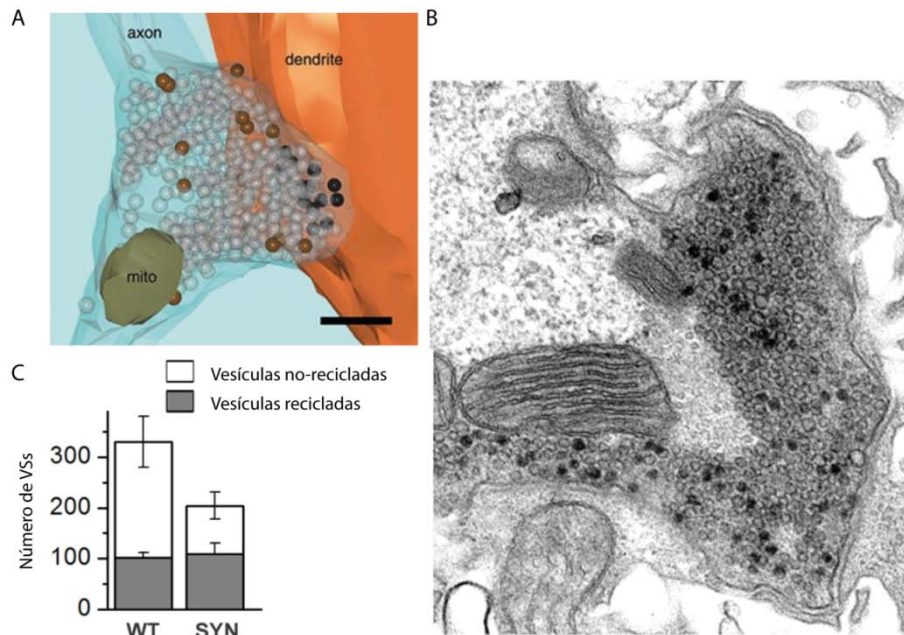 A
axon
dendrite
mito
B
C
Vesículas no-recicladas
Vesículas recicladas
Número de VSs
300
200
100
0
WT SYN